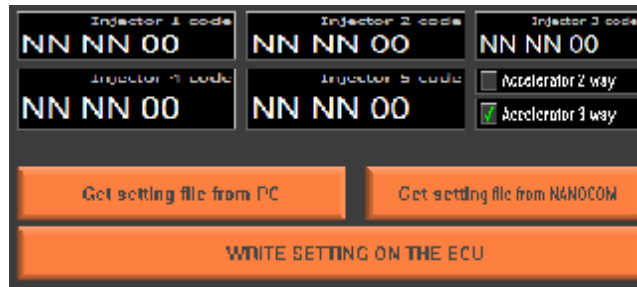 Injector 1 code
Injector 2 code
Injector 3 code
NN NN 00
NN NN 00
NN NN 00
Injector 4 code
Injector 5 code
Accelerator 2 way
NN NN 00
NN NN 00
Accelerator 3 way
Get setting file from PC
Get setting file from NANOCOM
WRITE SETTING ON THE ECU